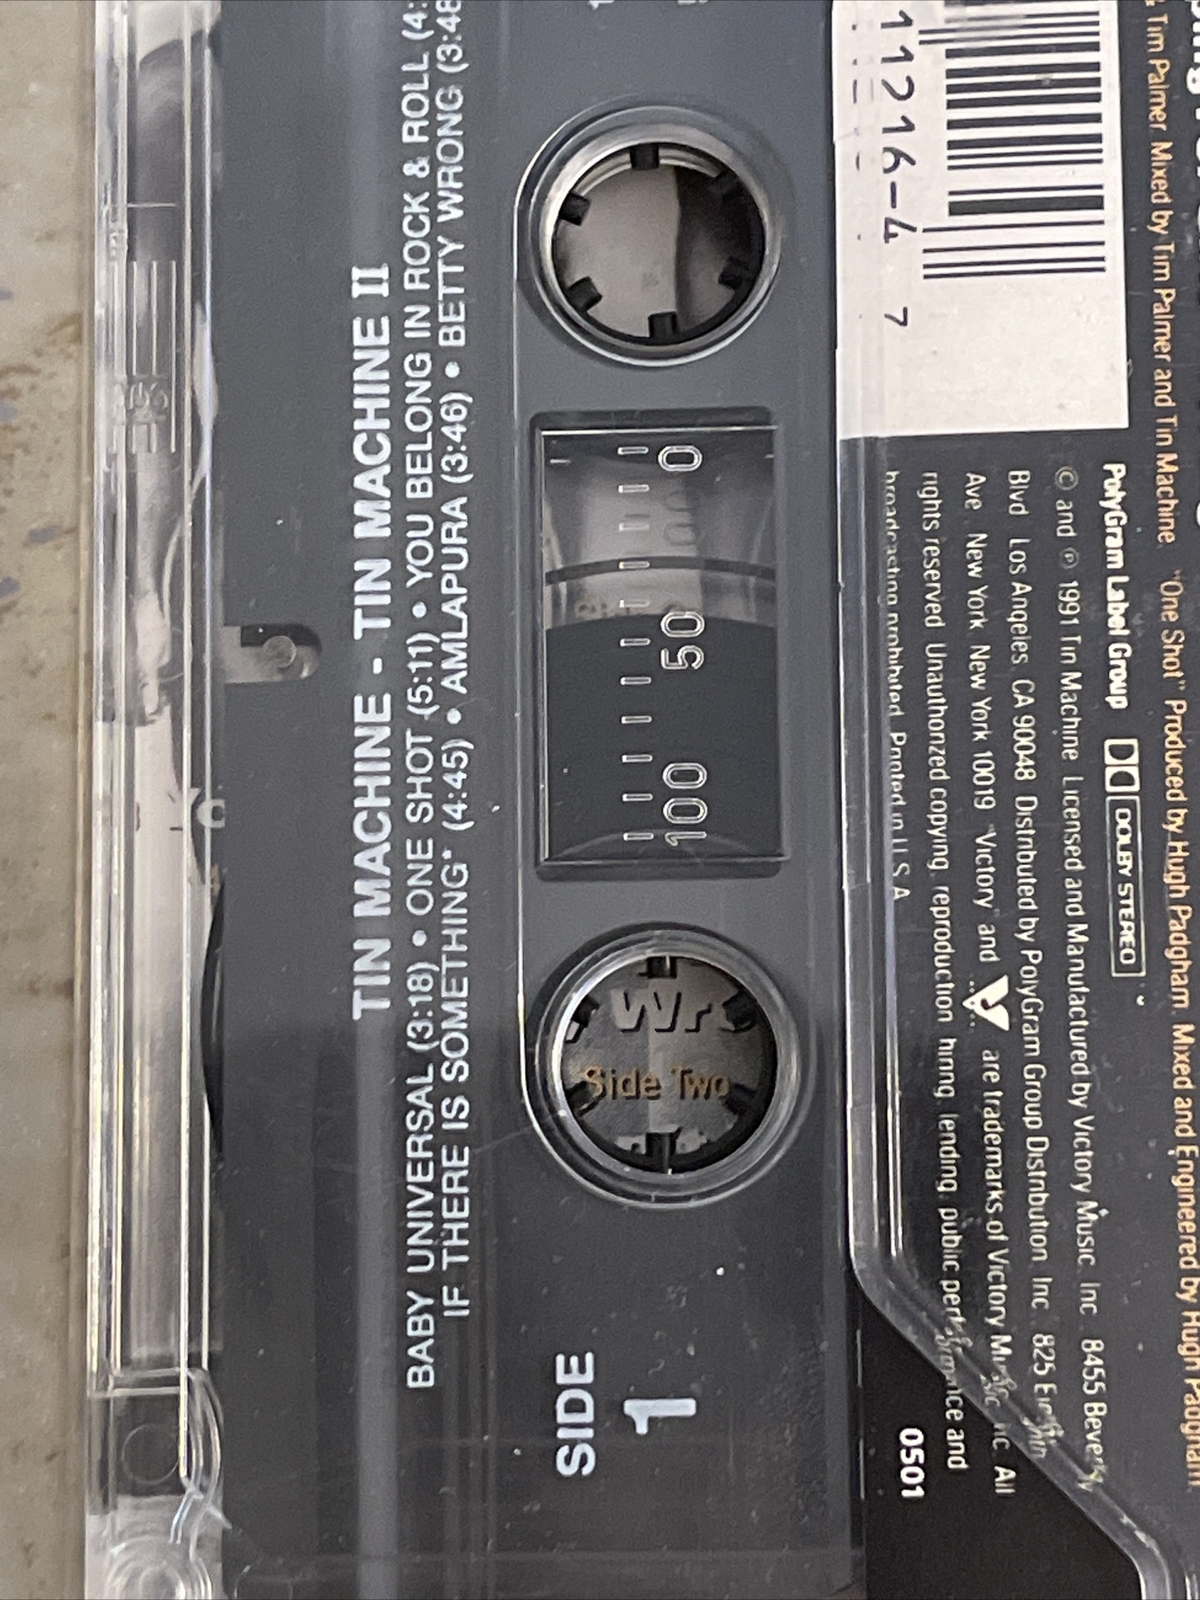 TIN MACHINE - TIN MACHINE II
BABY UNIVERSAL (3:18) • ONE SHOT (5:11) • YOU BELONG IN ROCK & ROLL (4:
IF THERE IS SOMETHING* (4:45) • AMLAPURA (3:46) • BETTY WRONG (3:48
100 50 0
SIDE
1
Side Two
11216-4 7
Tim Palmer Mixed by Tim Palmer and Tin Machine. "One Shot" Produced by Hugh Padgham. Mixed and Engineered by Hugh Padgham.
PolyGram Label Group DOLBY STEREO
© and ℗ 1991 Tin Machine Licensed and Manufactured by Victory Music Inc 8455 Beverly
Blvd Los Angeles CA 90048 Distributed by PolyGram Group Distribution Inc 825 Eighth
Ave New York New York 10019 "Victory" and V are trademarks of Victory Music Inc All
rights reserved Unauthorized copying reproduction hiring lending public performance and
broadcasting prohibited Printed in U S A
0501